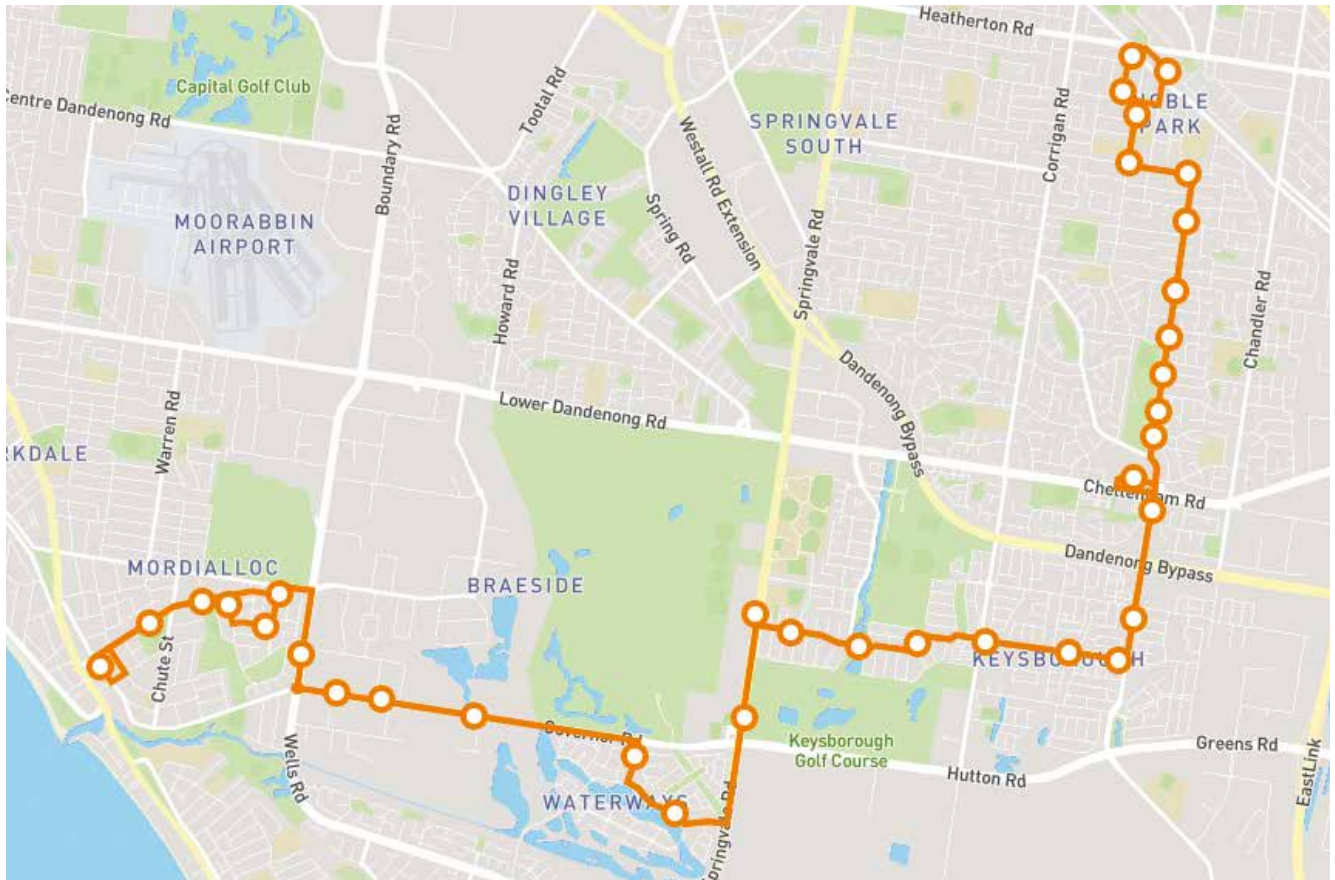 Heatherton Rd
Capital Golf Club
Centre Dandenong Rd
Tootal Rd
NOBLE
PARK
SPRINGVALE
SOUTH
Corrigan Rd
Westall Rd Extension
Boundary Rd
DINGLEY
VILLAGE
Spring Rd
MOORABBIN
AIRPORT
Springvale Rd
Howard Rd
Chandler Rd
Dandenong Bypass
Lower Dandenong Rd
Warren Rd
RKDALE
Cheltenham Rd
Dandenong Bypass
MORDIALLOC
BRAESIDE
Chute St
KEYSBOROUGH
Governor Rd
Keysborough
Golf Course
Greens Rd
Hutton Rd
Wells Rd
EastLink
WATERWAYS
Springvale Rd